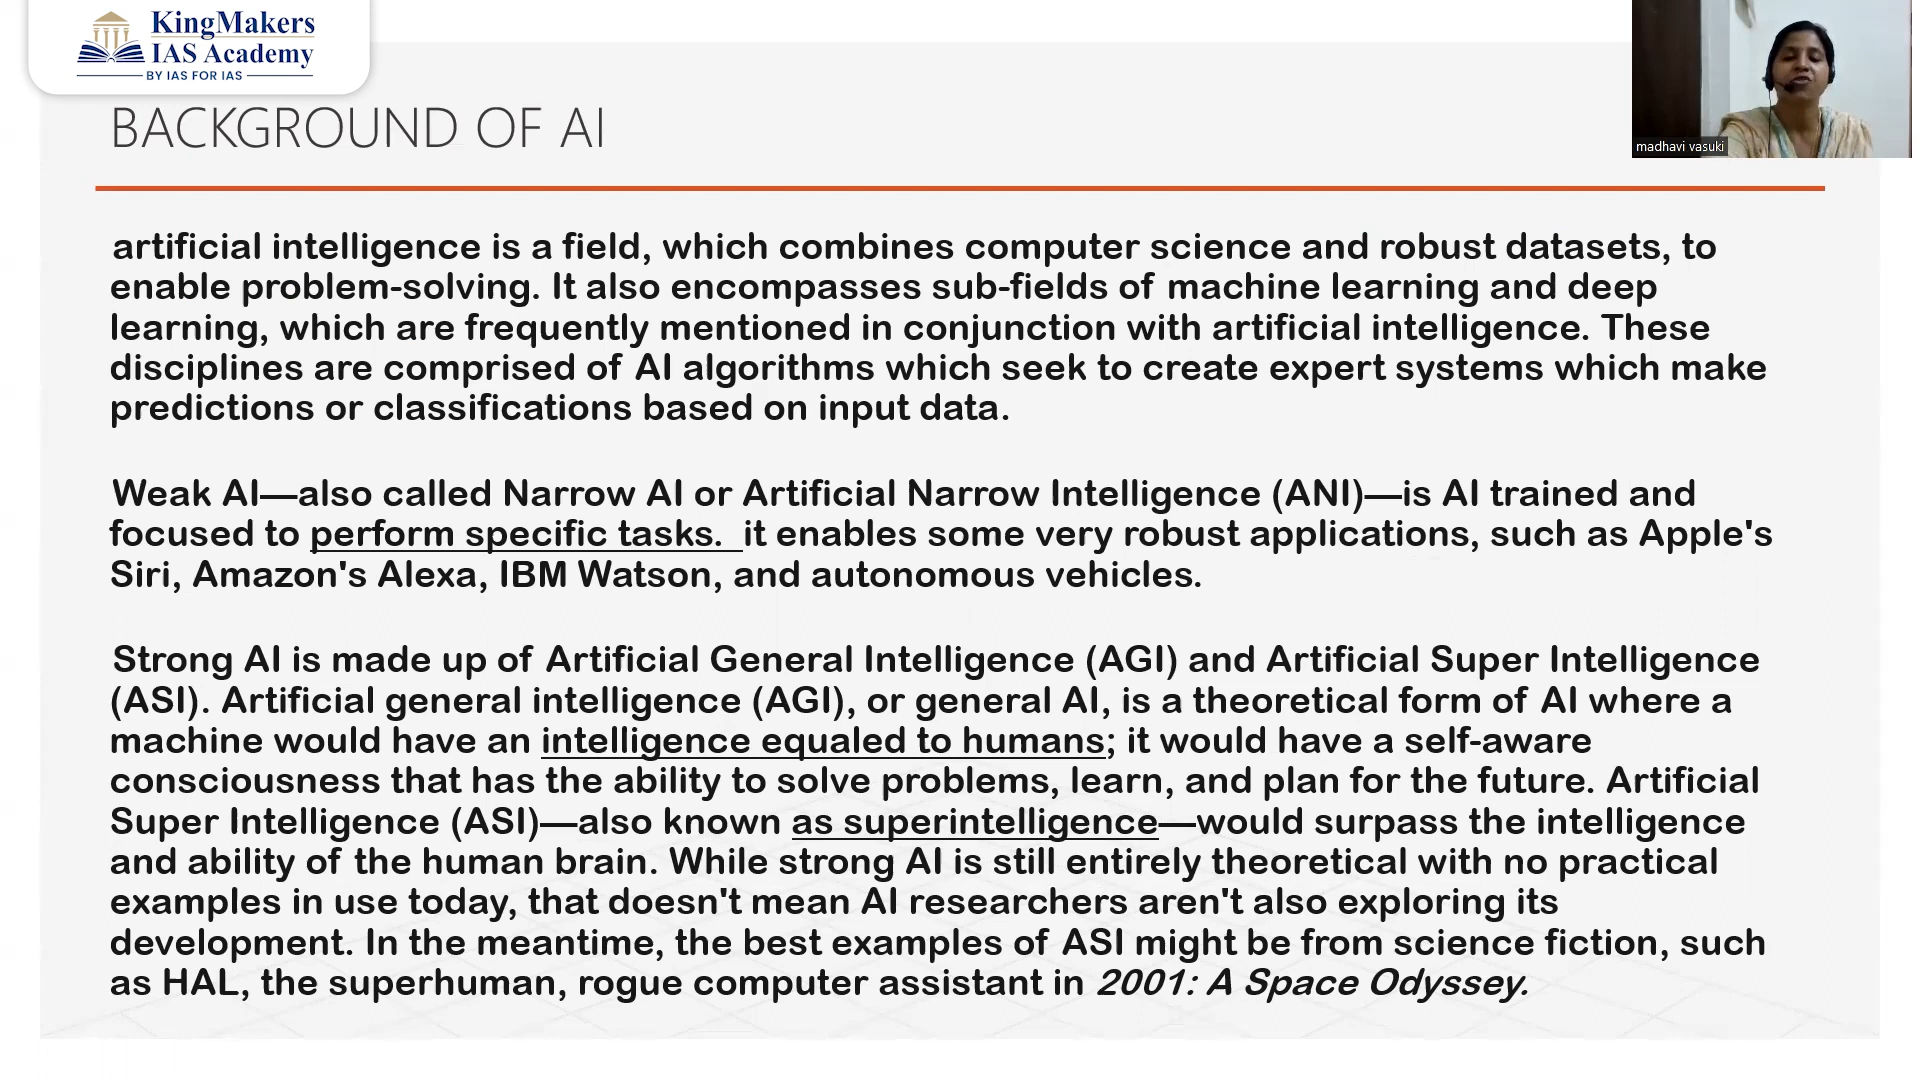 KingMakers
IAS Academy
BY IAS FOR IAS
madhavi vasuki
BACKGROUND OF AI
artificial intelligence is a field, which combines computer science and robust datasets, to
enable problem-solving. It also encompasses sub-fields of machine learning and deep
learning, which are frequently mentioned in conjunction with artificial intelligence. These
disciplines are comprised of AI algorithms which seek to create expert systems which make
predictions or classifications based on input data.
Weak AI—also called Narrow AI or Artificial Narrow Intelligence (ANI)—is AI trained and
focused to perform specific tasks.  it enables some very robust applications, such as Apple's
Siri, Amazon's Alexa, IBM Watson, and autonomous vehicles.
Strong AI is made up of Artificial General Intelligence (AGI) and Artificial Super Intelligence
(ASI). Artificial general intelligence (AGI), or general AI, is a theoretical form of AI where a
machine would have an intelligence equaled to humans; it would have a self-aware
consciousness that has the ability to solve problems, learn, and plan for the future. Artificial
Super Intelligence (ASI)—also known as superintelligence—would surpass the intelligence
and ability of the human brain. While strong AI is still entirely theoretical with no practical
examples in use today, that doesn't mean AI researchers aren't also exploring its
development. In the meantime, the best examples of ASI might be from science fiction, such
as HAL, the superhuman, rogue computer assistant in 2001: A Space Odyssey.